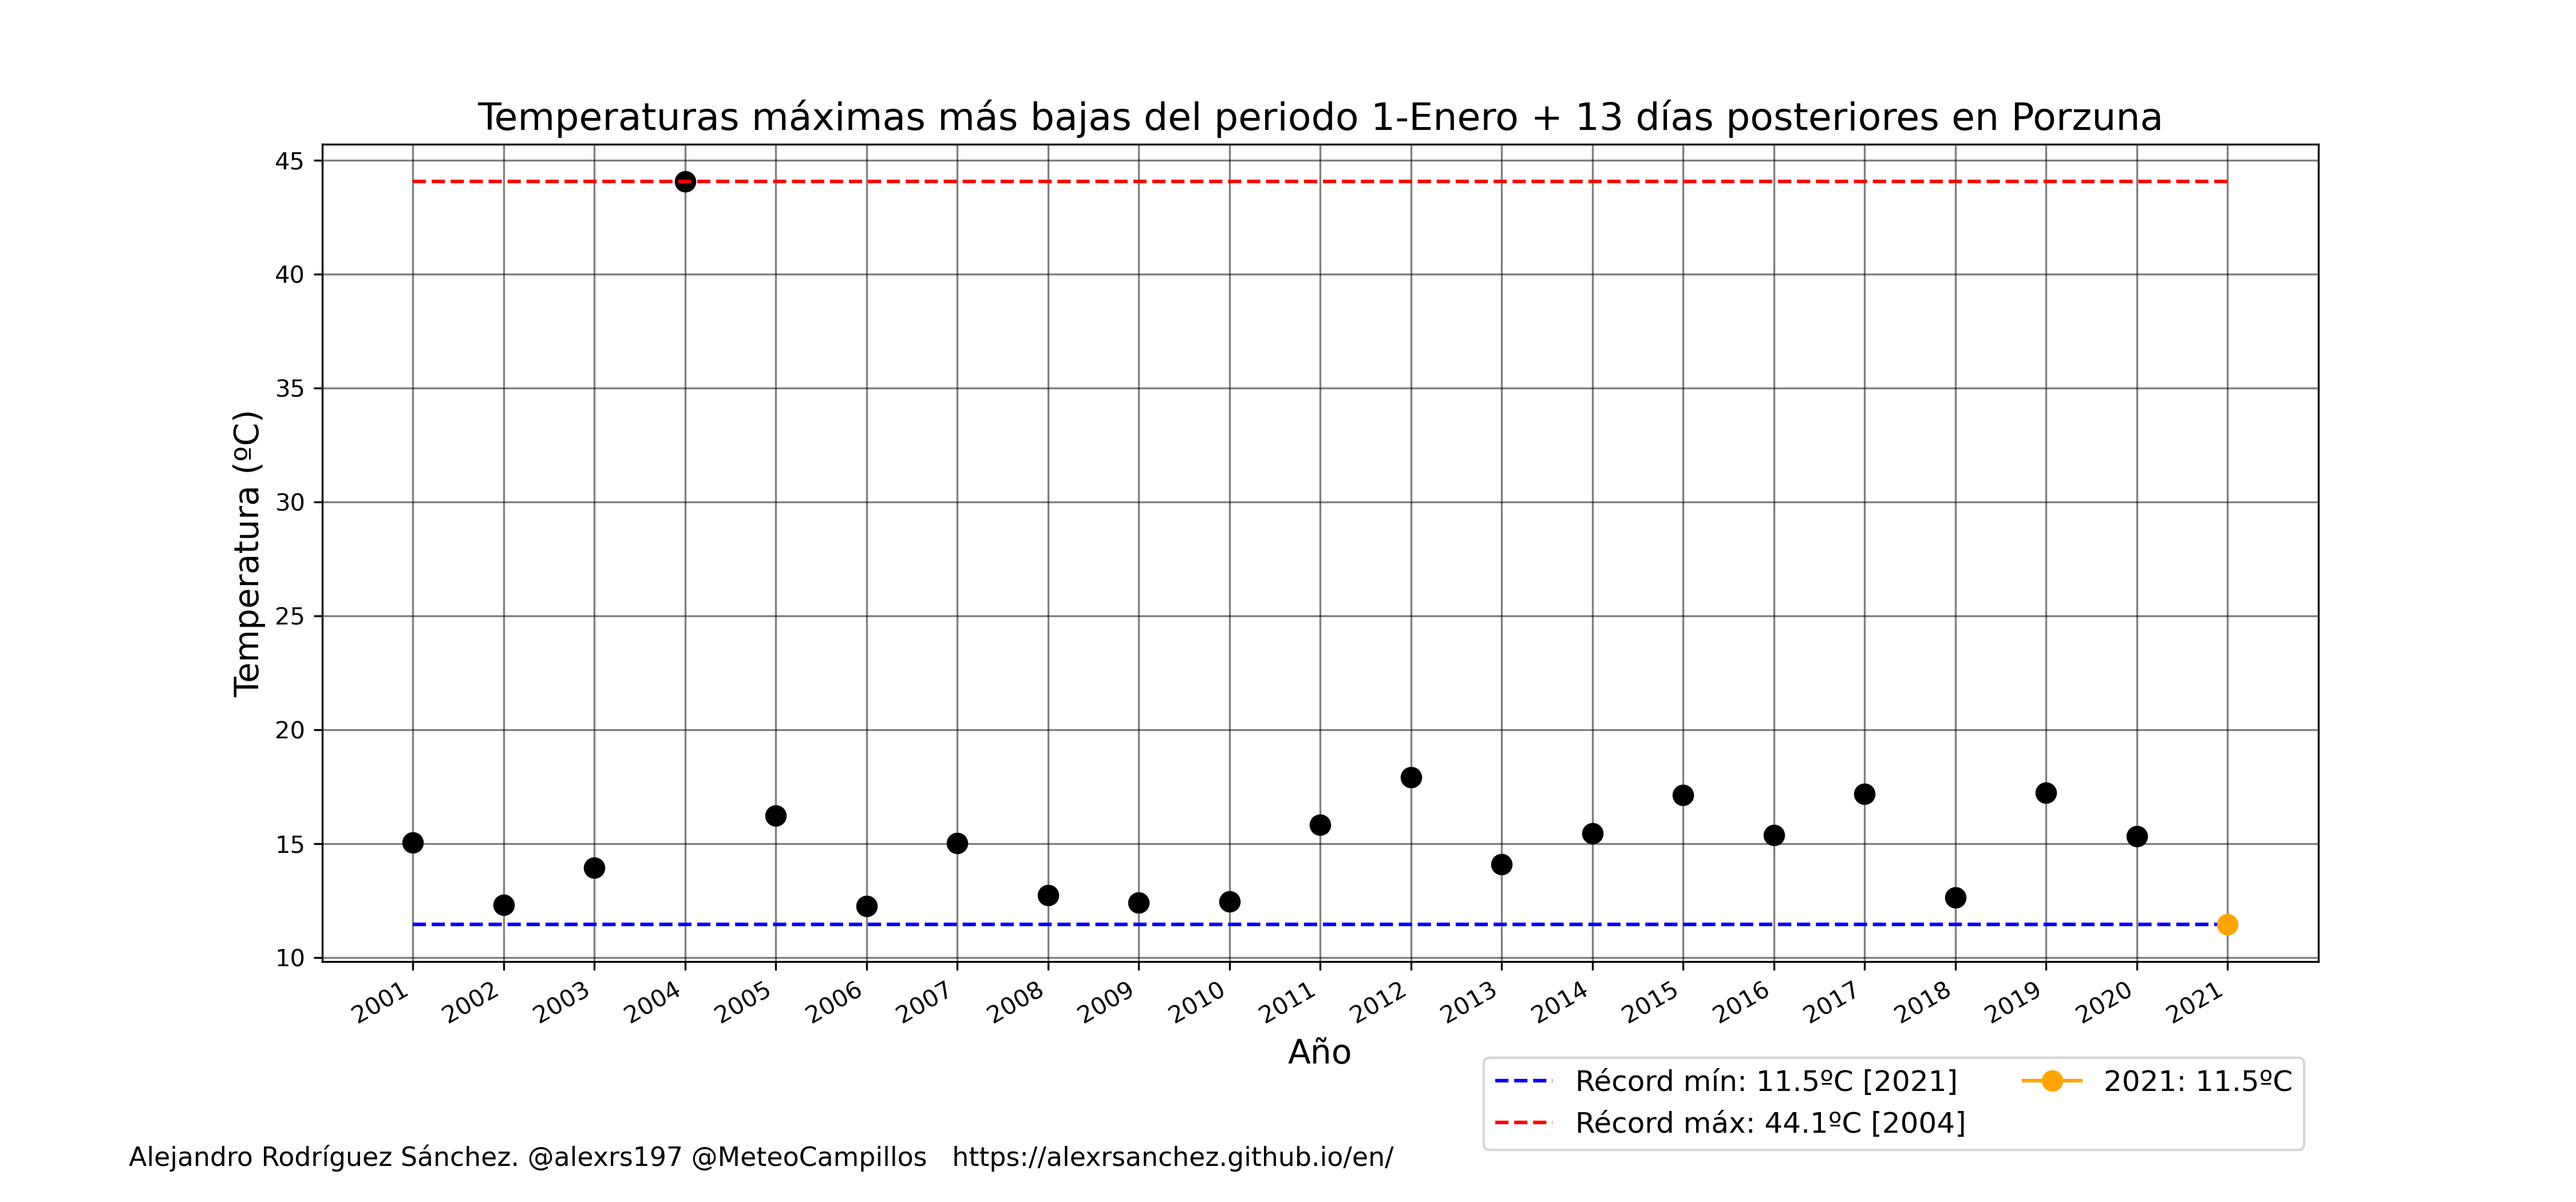 Temperaturas máximas más bajas del periodo 1-Enero + 13 días posteriores en Porzuna
Temperatura (ºC)
45
40
35
30
25
20
15
10
2001 2002 2003 2004 2005 2006 2007 2008 2009 2010 2011 2012 2013 2014 2015 2016 2017 2018 2019 2020 2021
Año
Récord mín: 11.5ºC [2021]
Récord máx: 44.1ºC [2004]
2021: 11.5ºC
Alejandro Rodríguez Sánchez. @alexrs197 @MeteoCampillos https://alexrsanchez.github.io/en/